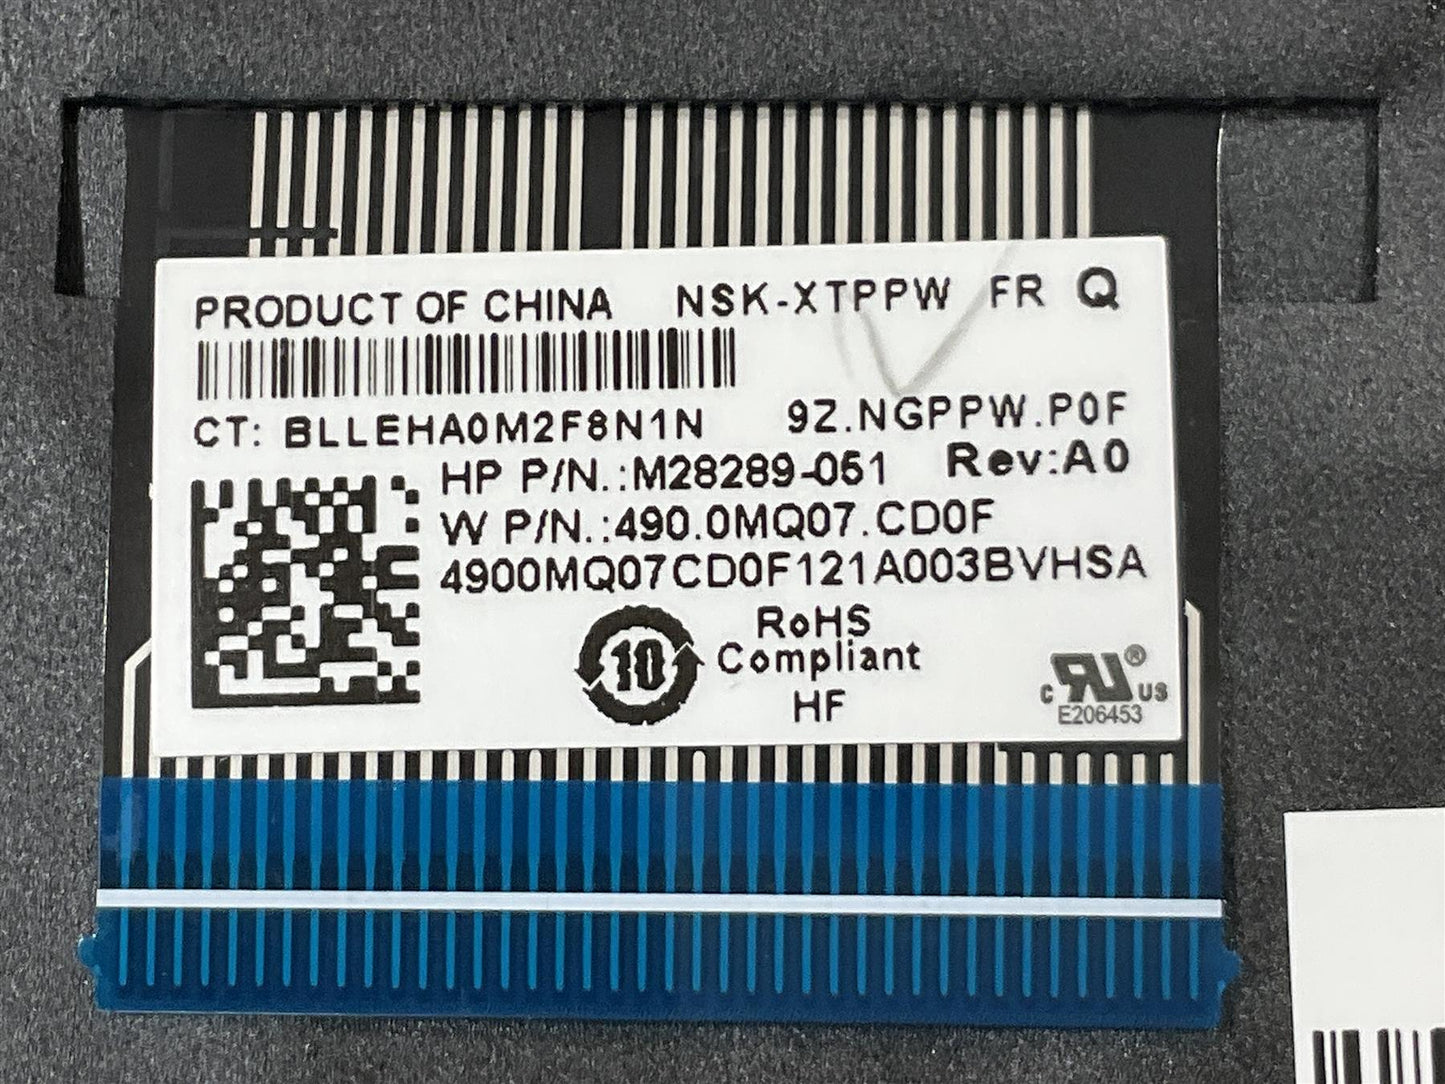 PRODUCT OF CHINA NSK-XTPPW FR Q
CT: BLLEHA0M2F8N1N 9Z.NGPPW.P0F
HP P/N.:M28289-051 Rev:A0
W P/N.:490.0MQ07.CD0F
4900MQ07CD0F121A003BVHSA
10
RoHS
Compliant
HF
c RU ® US
E206453